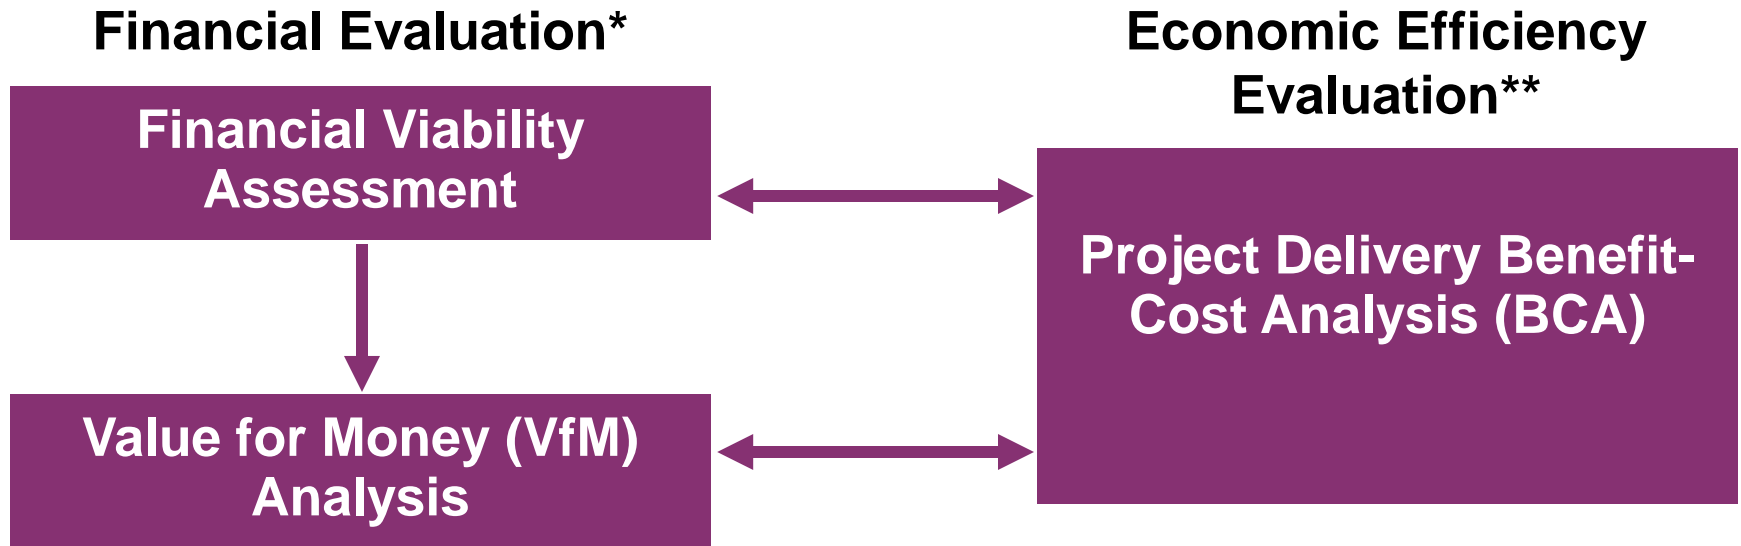 Financial Evaluation*
Financial Viability
Assessment
Value for Money (VfM)
Analysis
Economic Efficiency
Evaluation**
Project Delivery Benefit-
Cost Analysis (BCA)